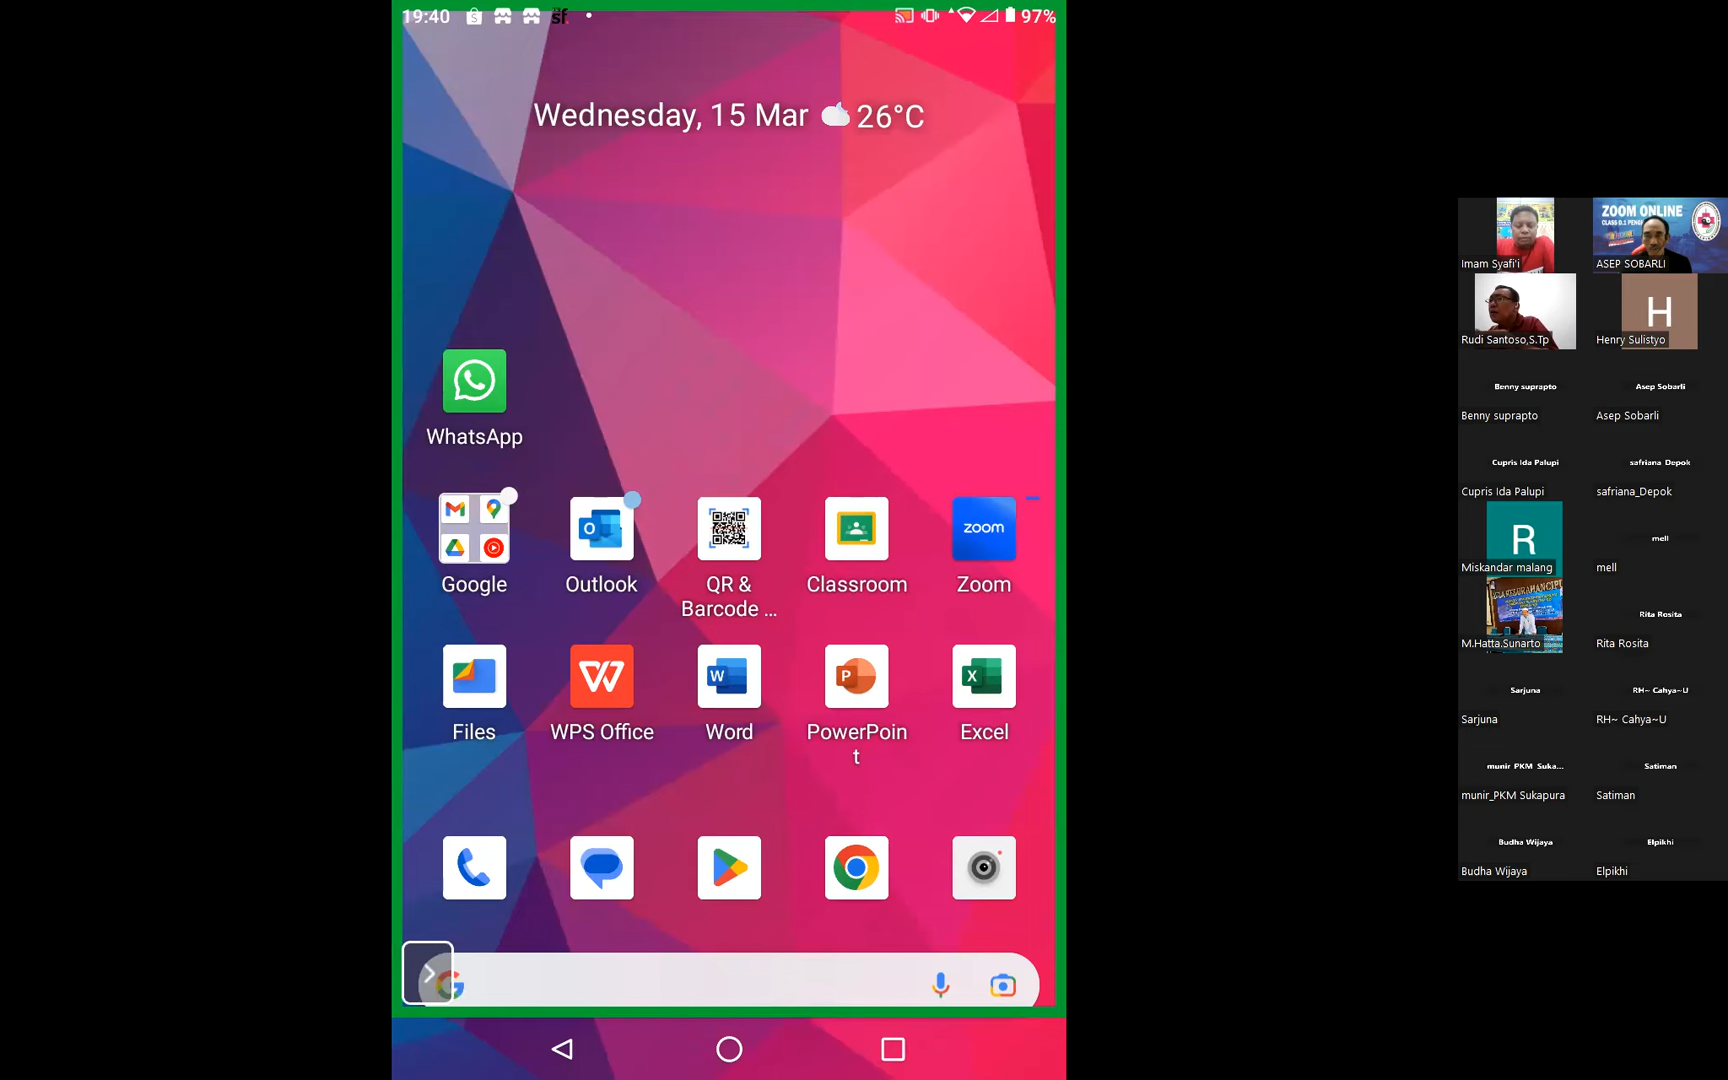 19:40
97%
Wednesday, 15 Mar 26°C
WhatsApp
Google
Outlook
QR &
Barcode ...
Classroom
zoom
Zoom
Files
WPS Office
W
Word
P
PowerPoin
t
X
Excel
ZOOM ONLINE
Imam Syafi'i
ASEP SOBARLI
Rudi Santoso,S.Tp
H
Henry Sulistyo
Benny suprapto
Asep Sobarli
Benny suprapto
Asep Sobarli
Cupris Ida Palupi
safriana_Depok
Cupris Ida Palupi
safriana_Depok
R
mell
Miskandar malang
mell
Rita Rosita
M.Hatta.Sunarto
Rita Rosita
Sarjuna
RH~ Cahya~U
Sarjuna
RH~ Cahya~U
munir_PKM Suka...
Satiman
munir_PKM Sukapura
Satiman
Budha Wijaya
Elpikhi
Budha Wijaya
Elpikhi